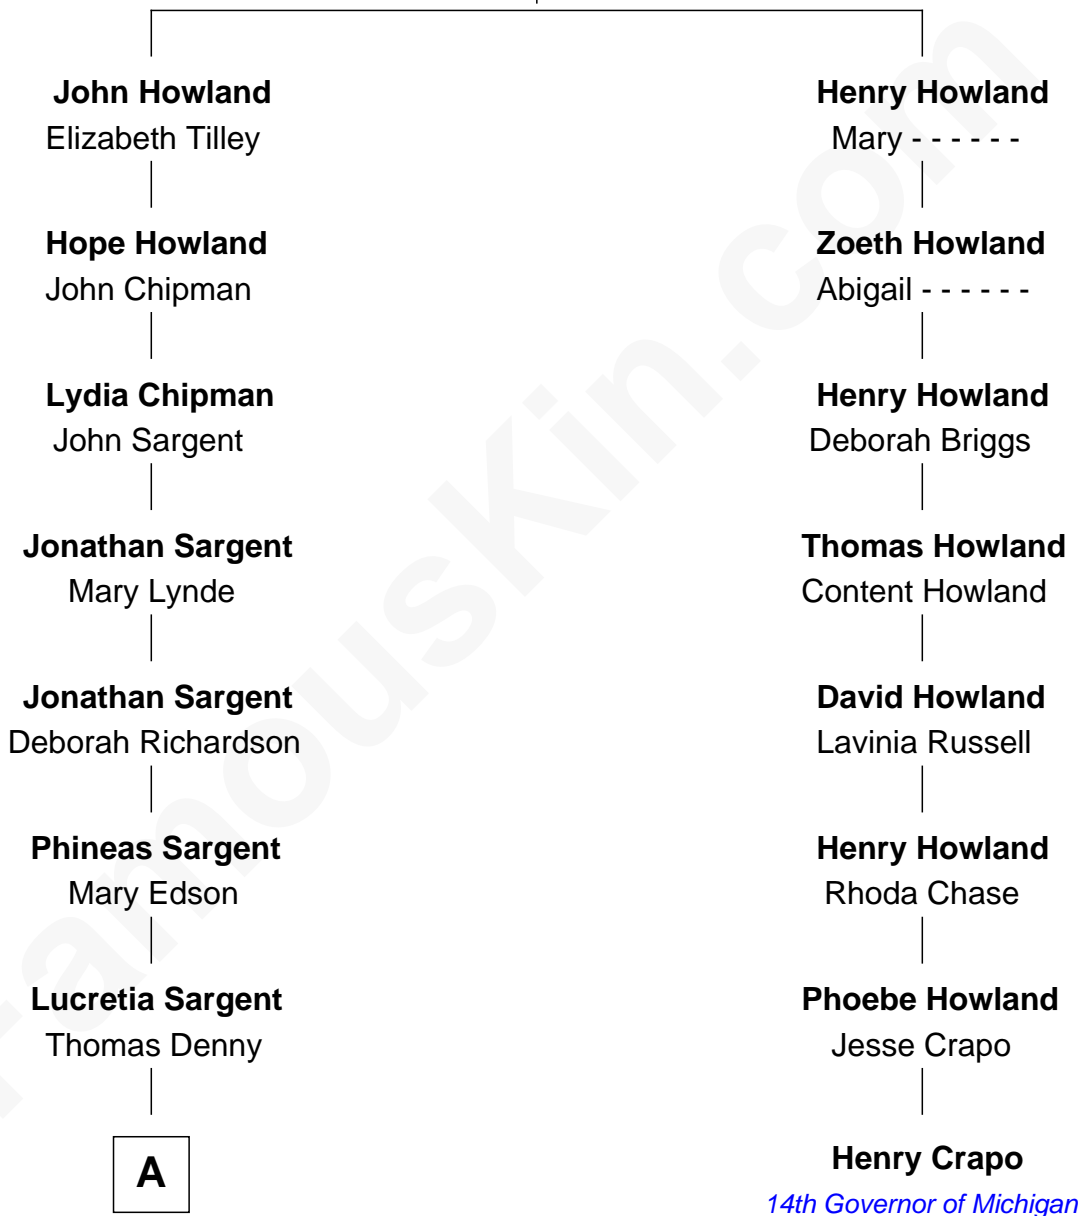 John Howland
Elizabeth Tilley
Henry Howland
Mary - - - - - -
Hope Howland
John Chipman
Zoeth Howland
Abigail - - - - - -
Lydia Chipman
John Sargent
Henry Howland
Deborah Briggs
Jonathan Sargent
Mary Lynde
Thomas Howland
Content Howland
Jonathan Sargent
Deborah Richardson
David Howland
Lavinia Russell
Phineas Sargent
Mary Edson
Henry Howland
Rhoda Chase
Lucretia Sargent
Thomas Denny
Phoebe Howland
Jesse Crapo
A
Henry Crapo
14th Governor of Michigan
FamousKin.com